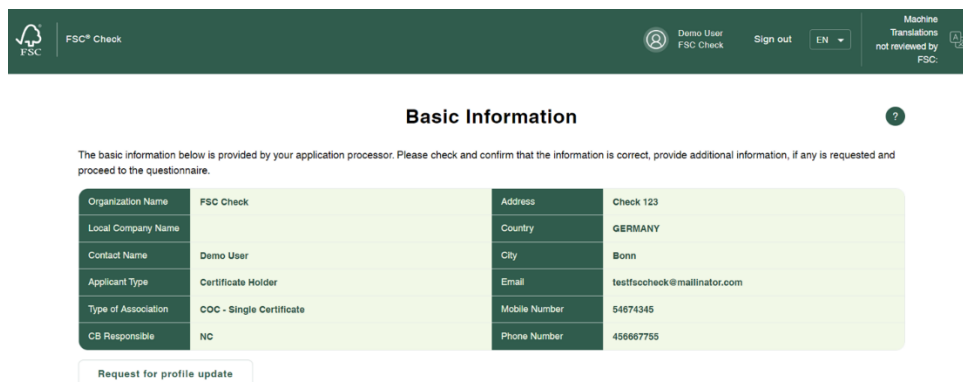 FSC
FSC® Check
Demo User
FSC Check
Sign out
EN
Machine
Translations
not reviewed by
FSC:
Basic Information
?
The basic information below is provided by your application processor. Please check and confirm that the information is correct, provide additional information, if any is requested and
proceed to the questionnaire.
Organization Name FSC Check Address Check 123
Local Company Name Country GERMANY
Contact Name Demo User City Bonn
Applicant Type Certificate Holder Email testfsccheck@mailinator.com
Type of Association COC - Single Certificate Mobile Number 54674345
CB Responsible NC Phone Number 456667755
Request for profile update